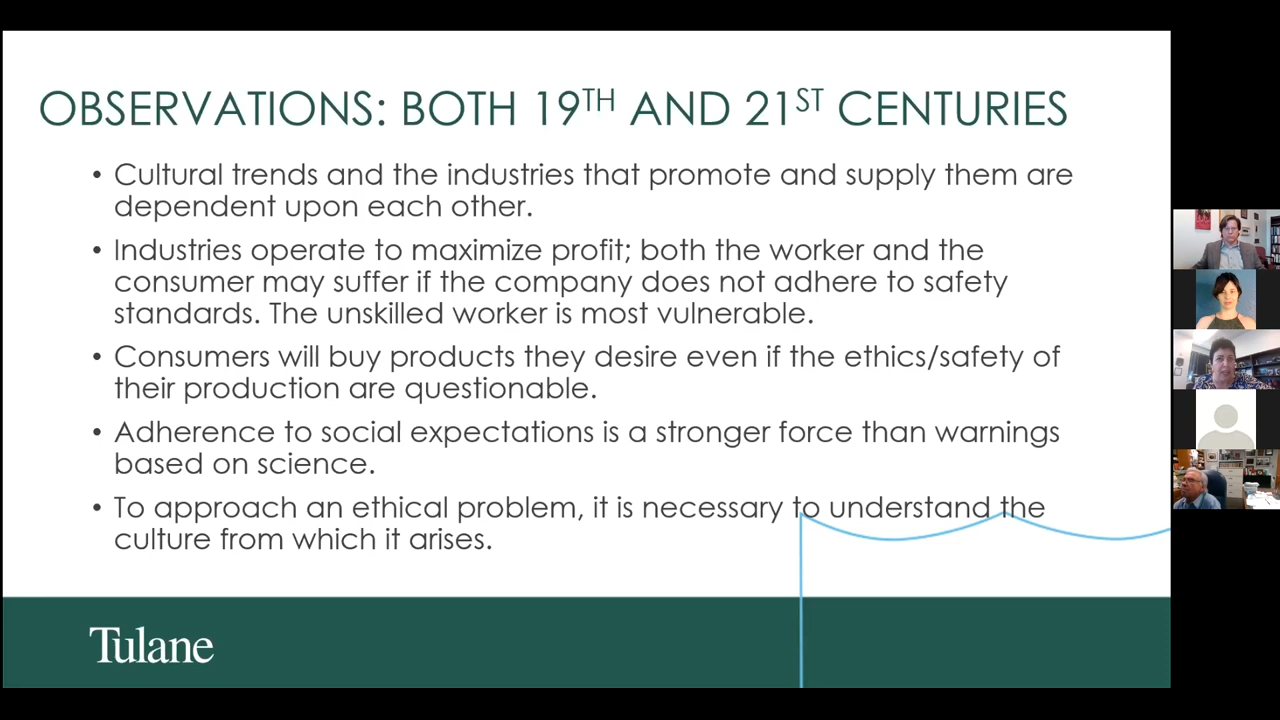 OBSERVATIONS: BOTH 19TH AND 21ST CENTURIES
• Cultural trends and the industries that promote and supply them are
dependent upon each other.
• Industries operate to maximize profit; both the worker and the
consumer may suffer if the company does not adhere to safety
standards. The unskilled worker is most vulnerable.
• Consumers will buy products they desire even if the ethics/safety of
their production are questionable.
• Adherence to social expectations is a stronger force than warnings
based on science.
• To approach an ethical problem, it is necessary to understand the
culture from which it arises.
Tulane